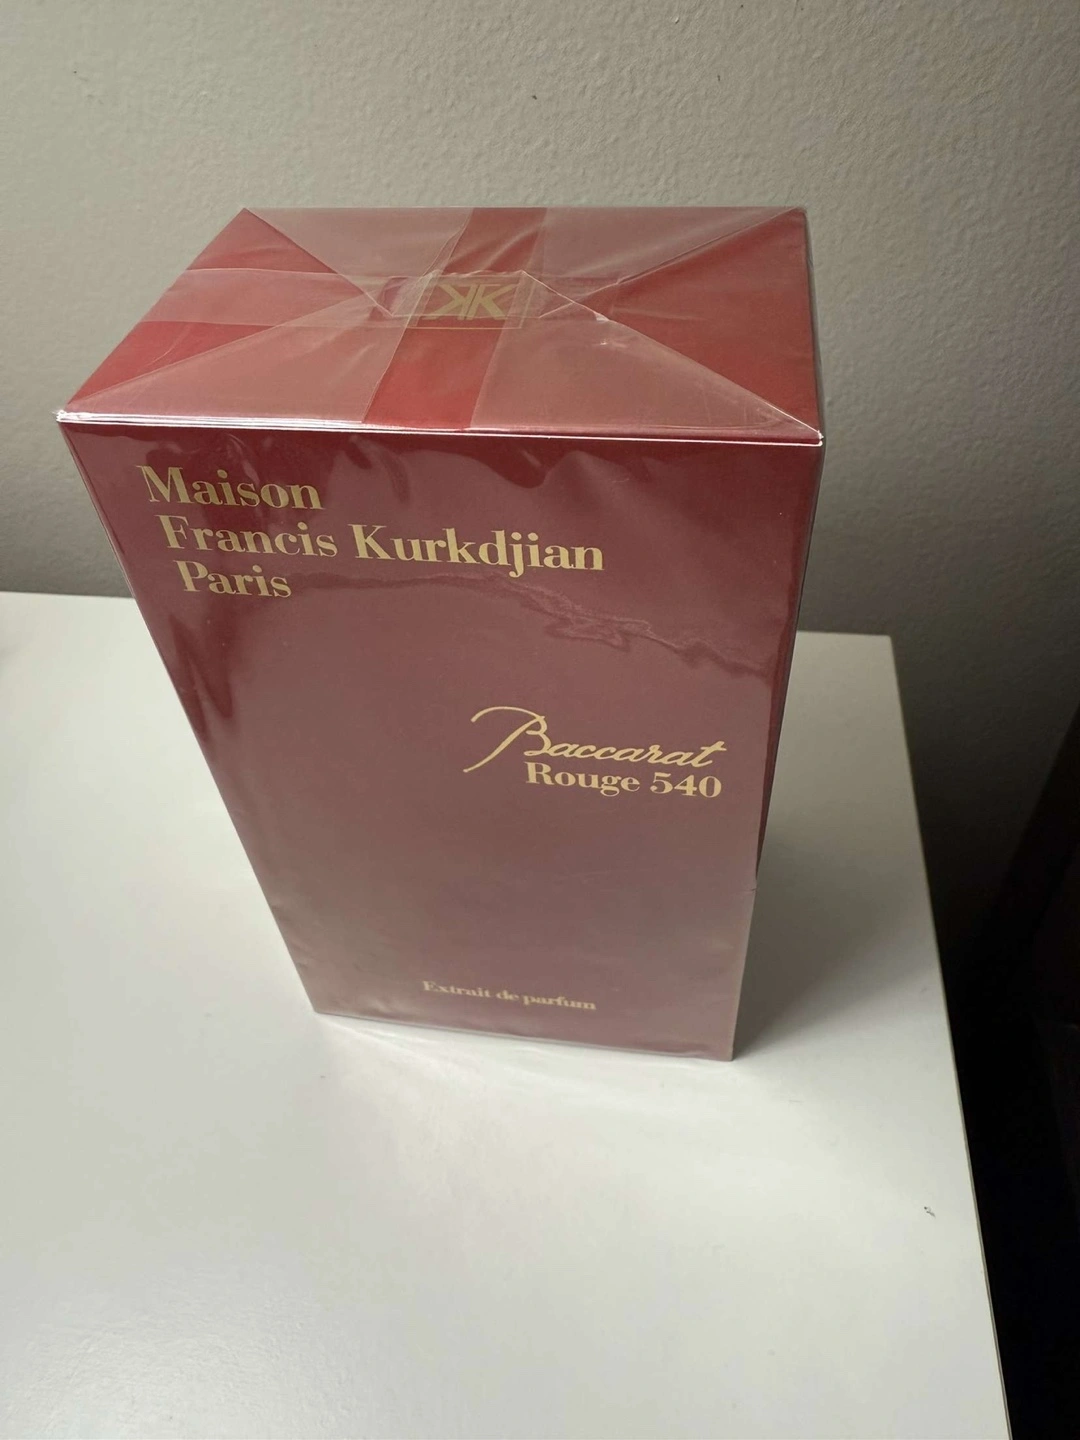 Maison
Francis Kurkdjian
Paris
Baccarat
Rouge 540
Extrait de parfum